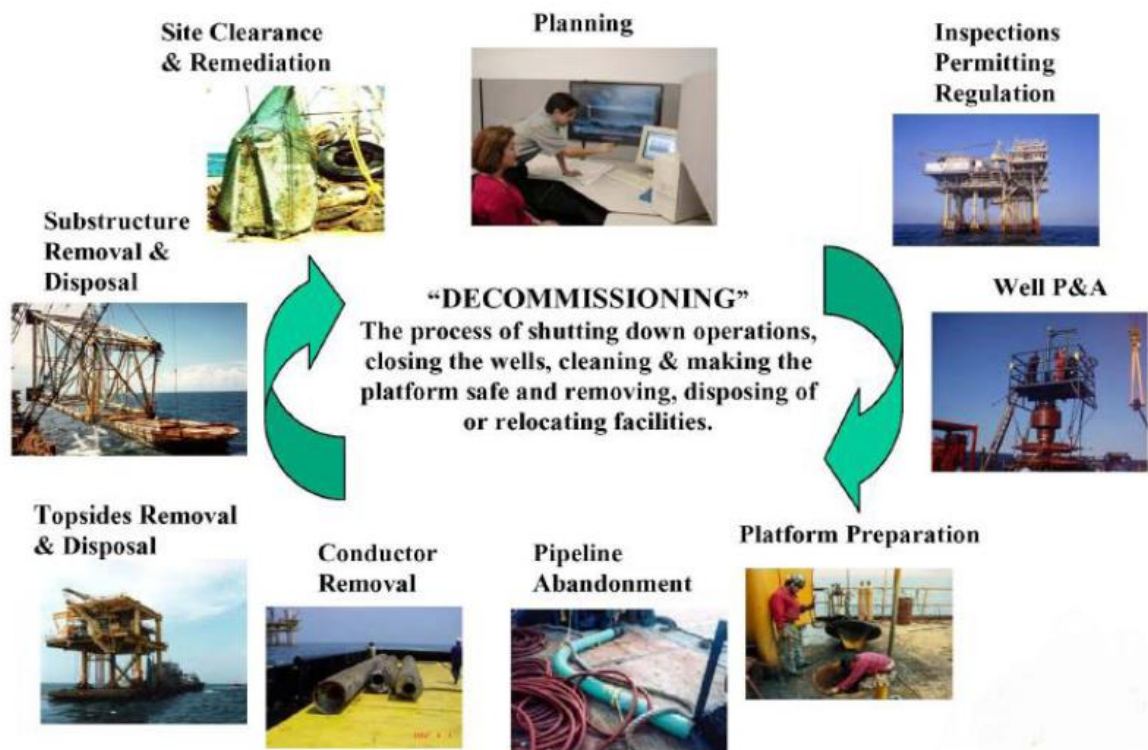 Planning
Inspections
Permitting
Regulation
Well P&A
Platform Preparation
Pipeline
Abandonment
Conductor
Removal
Topsides Removal
& Disposal
Substructure
Removal &
Disposal
Site Clearance
& Remediation
“DECOMMISSIONING”
The process of shutting down operations,
closing the wells, cleaning & making the
platform safe and removing, disposing of
or relocating facilities.